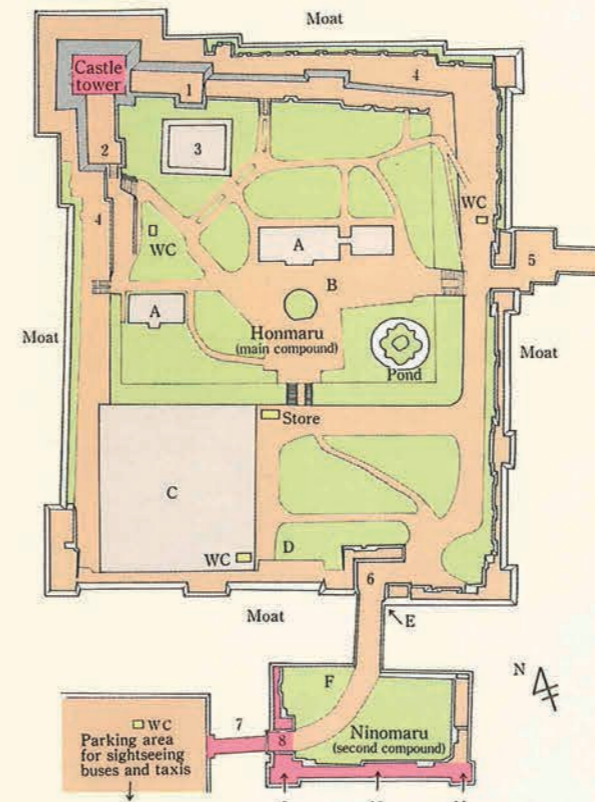 Moat
Castle
tower
1
4
2
3
WC
4
WC
A
5
B
A
Honmaru
(main compound)
Moat
Moat
Pond
Store
C
WC
D
6
Moat
E
F
N
WC
Parking area
for sightseeing
buses and taxis
7
8
Ninomaru
(second compound)